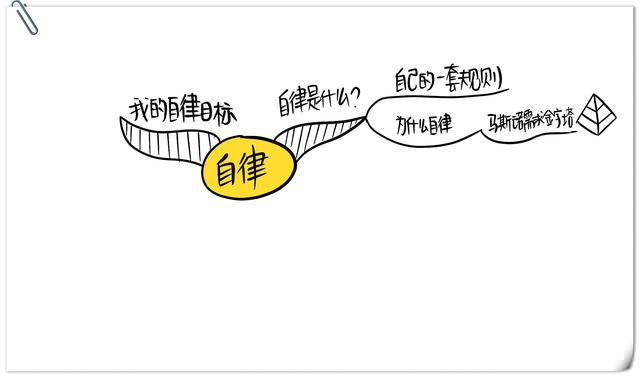 我的自律目标
自律是什么?
自己的一套规则
为什么自律
马斯诺需求金字塔
自律